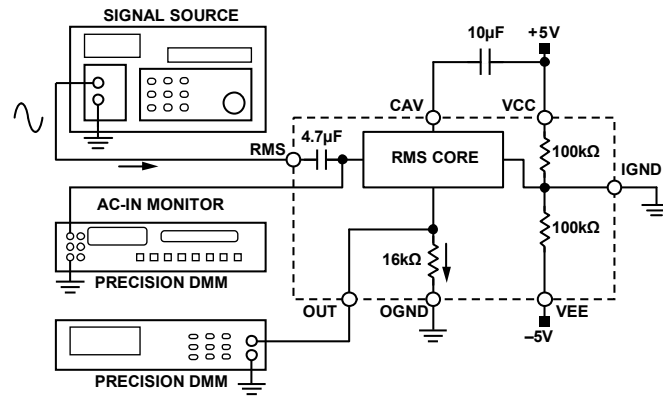 SIGNAL SOURCE
10µF
+5V
CAV
VCC
4.7µF
RMS
RMS CORE
100kΩ
IGND
AC-IN MONITOR
100kΩ
16kΩ
PRECISION DMM
OUT
OGND
VEE
–5V
PRECISION DMM